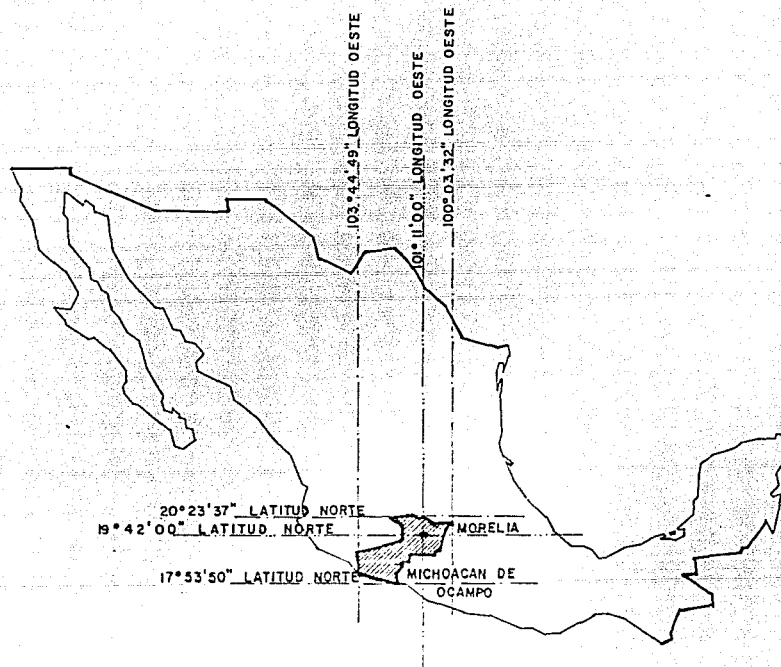 103°44'49" LONGITUD OESTE
101°11'00" LONGITUD OESTE
100°03'32" LONGITUD OESTE
20°23'37" LATITUD NORTE
19°42'00" LATITUD NORTE
MORELIA
17°53'50" LATITUD NORTE
MICHOACAN DE
OCAMPO